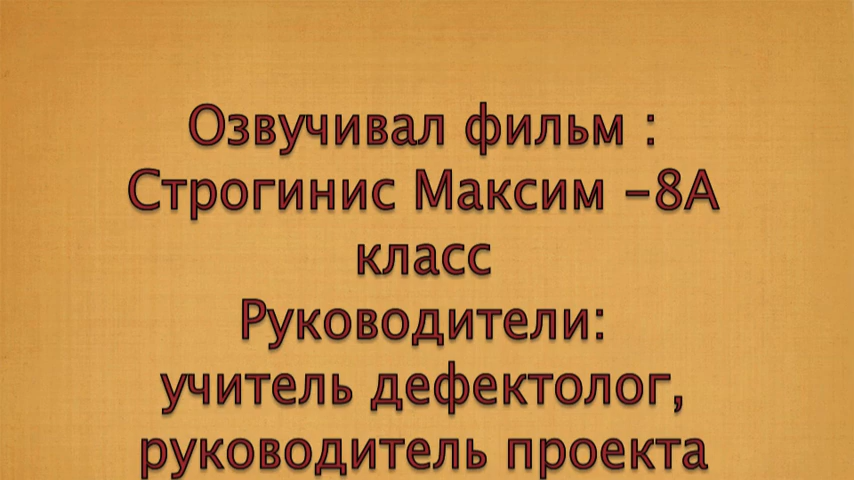 Озвучивал фильм :
Строгинис Максим -8А
класс
Руководители:
учитель дефектолог,
руководитель проекта